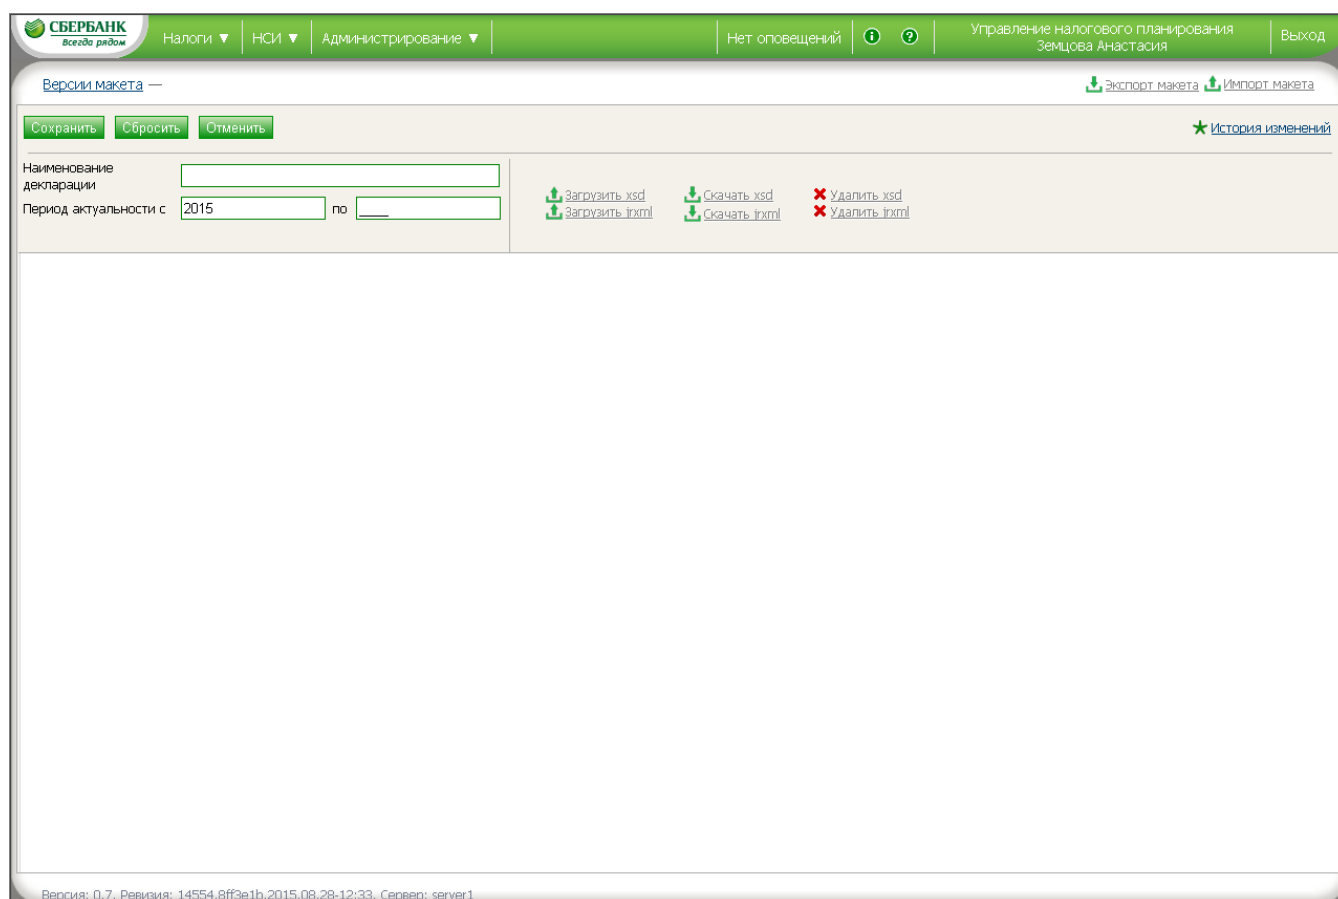 СБЕРБАНК
Всегда рядом
Налоги ▼ НСИ ▼ Администрирование ▼ Нет оповещений Управление налогового планирования Выход
Земцова Анастасия
Версии макета — Экспорт макета Импорт макета
Сохранить Сбросить Отменить История изменений
Наименование
декларации
Период актуальности с 2015 по ____
Загрузить xsd Скачать xsd Удалить xsd
Загрузить jrxml Скачать jrxml Удалить jrxml
Версия: 0.7, Ревизия: 14554.8ff3e1b.2015.08.28-12:33, Сервер: server1